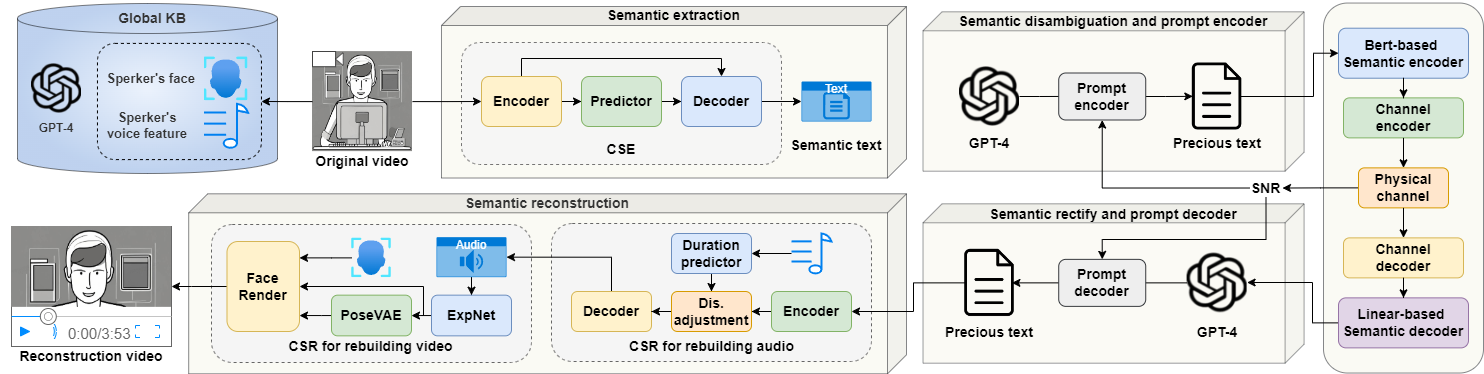 Global KB
Sperker's face
Sperker's
voice feature
GPT-4
Original video
Semantic extraction
Encoder
Predictor
Decoder
CSE
Text
Semantic text
Semantic disambiguation and prompt encoder
GPT-4
Prompt
encoder
Precious text
Bert-based
Semantic encoder
Channel
encoder
Physical
channel
Channel
decoder
Linear-based
Semantic decoder
SNR
Semantic rectify and prompt decoder
Precious text
Prompt
decoder
GPT-4
Semantic reconstruction
Face
Render
Audio
PoseVAE
ExpNet
CSR for rebuilding video
Duration
predictor
Decoder
Dis.
adjustment
Encoder
CSR for rebuilding audio
0:00/3:53
Reconstruction video